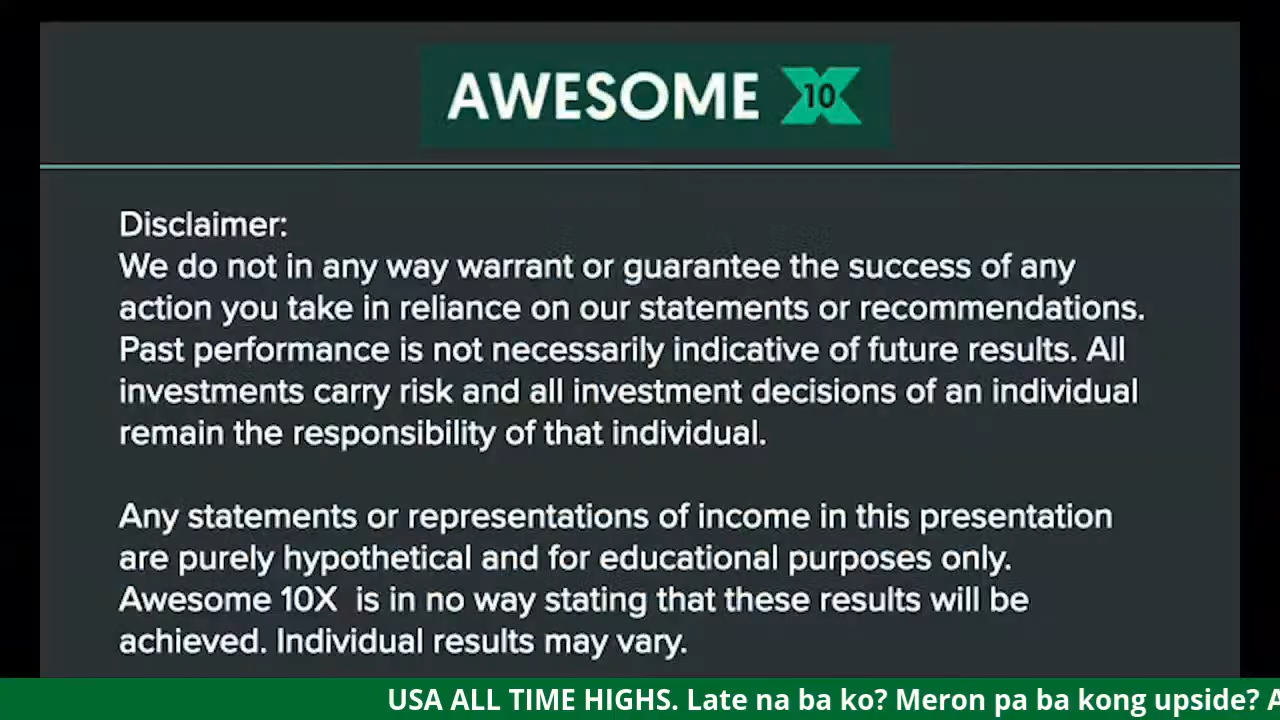 AWESOME 10X
Disclaimer:
We do not in any way warrant or guarantee the success of any
action you take in reliance on our statements or recommendations.
Past performance is not necessarily indicative of future results. All
investments carry risk and all investment decisions of an individual
remain the responsibility of that individual.
Any statements or representations of income in this presentation
are purely hypothetical and for educational purposes only.
Awesome 10X is in no way stating that these results will be
achieved. Individual results may vary.
USA ALL TIME HIGHS. Late na ba ko? Meron pa ba kong upside? A